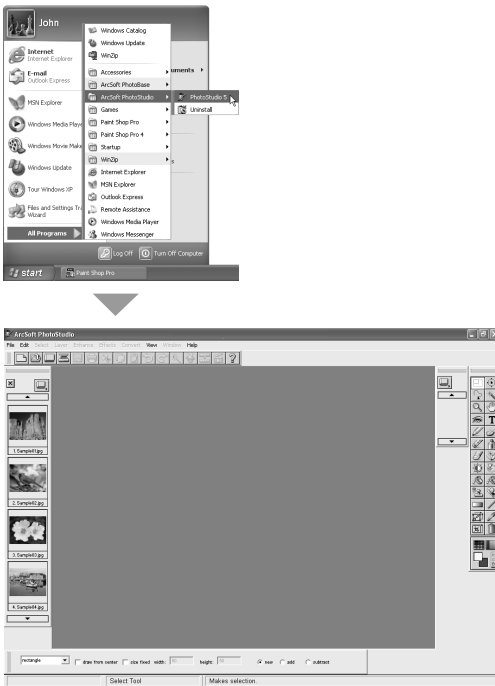 John
Internet
Internet Explorer
E-mail
Outlook Express
MSN Explorer
Windows Media Play
Windows Movie Make
Windows Update
Tour Windows XP
Files and Settings Tr
Wizard
All Programs
Windows Catalog
Windows Update
WinZip
Accessories
ArcSoft PhotoBase
ArcSoft PhotoStudio
Games
Paint Shop Pro
Paint Shop Pro 4
Startup
WinZip
Internet Explorer
MSN Explorer
Outlook Express
Remote Assistance
Windows Media Player
Windows Messenger
uments
PhotoStudio 5
Uninstall
Log Off
Turn Off Computer
start
Paint Shop Pro
ArcSoft PhotoStudio
File Edit Select Layer Enhance Effects Convert View Window Help
1. Sample01.jpg
2. Sample02.jpg
3. Sample03.jpg
4. Sample04.jpg
rectangle draw from center size fixed width: height: new add subtract
Select Tool Makes selection.